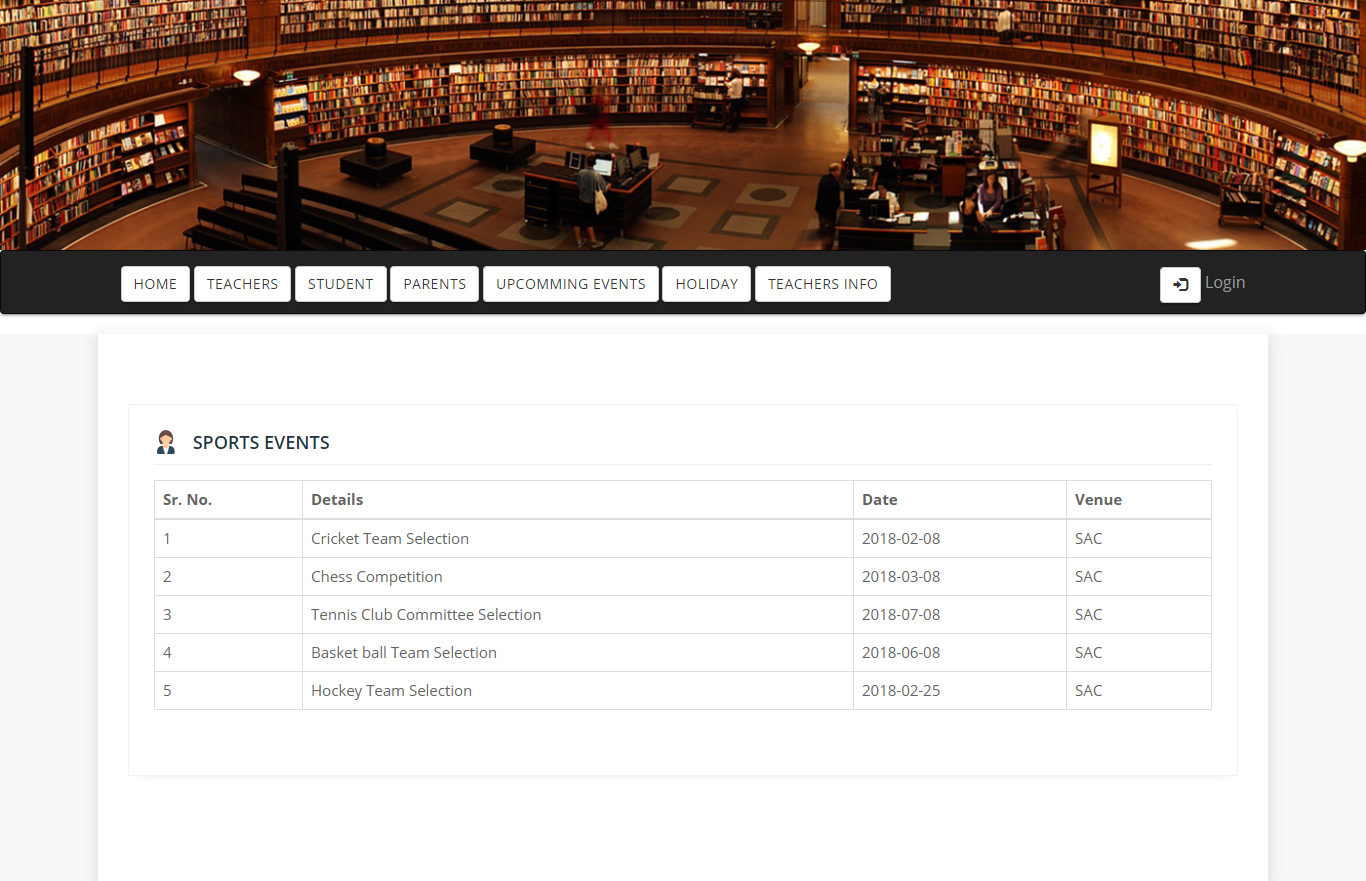 HOME TEACHERS STUDENT PARENTS UPCOMMING EVENTS HOLIDAY TEACHERS INFO Login
SPORTS EVENTS
Sr. No. Details Date Venue
1 Cricket Team Selection 2018-02-08 SAC
2 Chess Competition 2018-03-08 SAC
3 Tennis Club Committee Selection 2018-07-08 SAC
4 Basket ball Team Selection 2018-06-08 SAC
5 Hockey Team Selection 2018-02-25 SAC